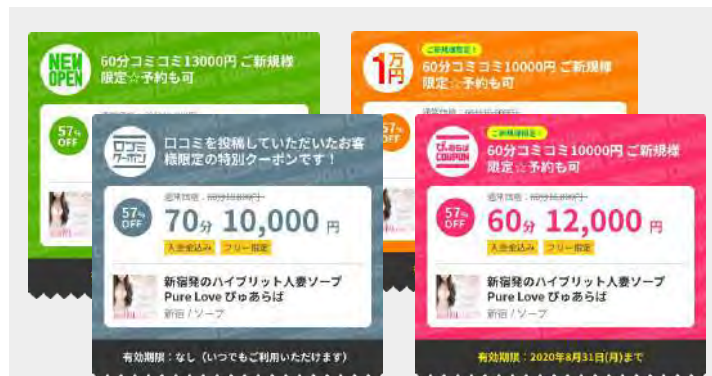 NEW
OPEN
60分コミコミ13000円 ご新規様
限定☆予約も可
57%
OFF
1万
円
ご新規様限定！
60分コミコミ10000円 ご新規様
限定☆予約も可
57%
OFF
口コミ
クーポン
口コミを投稿していただいたお客
様限定の特別クーポンです！
57%
OFF
通常価格：
70分 10,000 円
入会金込み フリー限定
新宿発のハイブリット人妻ソープ
Pure Love ぴゅあらば
新宿 / ソープ
有効期限：なし（いつでもご利用いただけます）
ぴゅあらば
COUPON
ご新規様限定！
60分コミコミ10000円 ご新規様
限定☆予約も可
57%
OFF
通常価格：
60分 12,000 円
入会金込み フリー限定
新宿発のハイブリット人妻ソープ
Pure Love ぴゅあらば
新宿 / ソープ
有効期限：2020年8月31日(月)まで